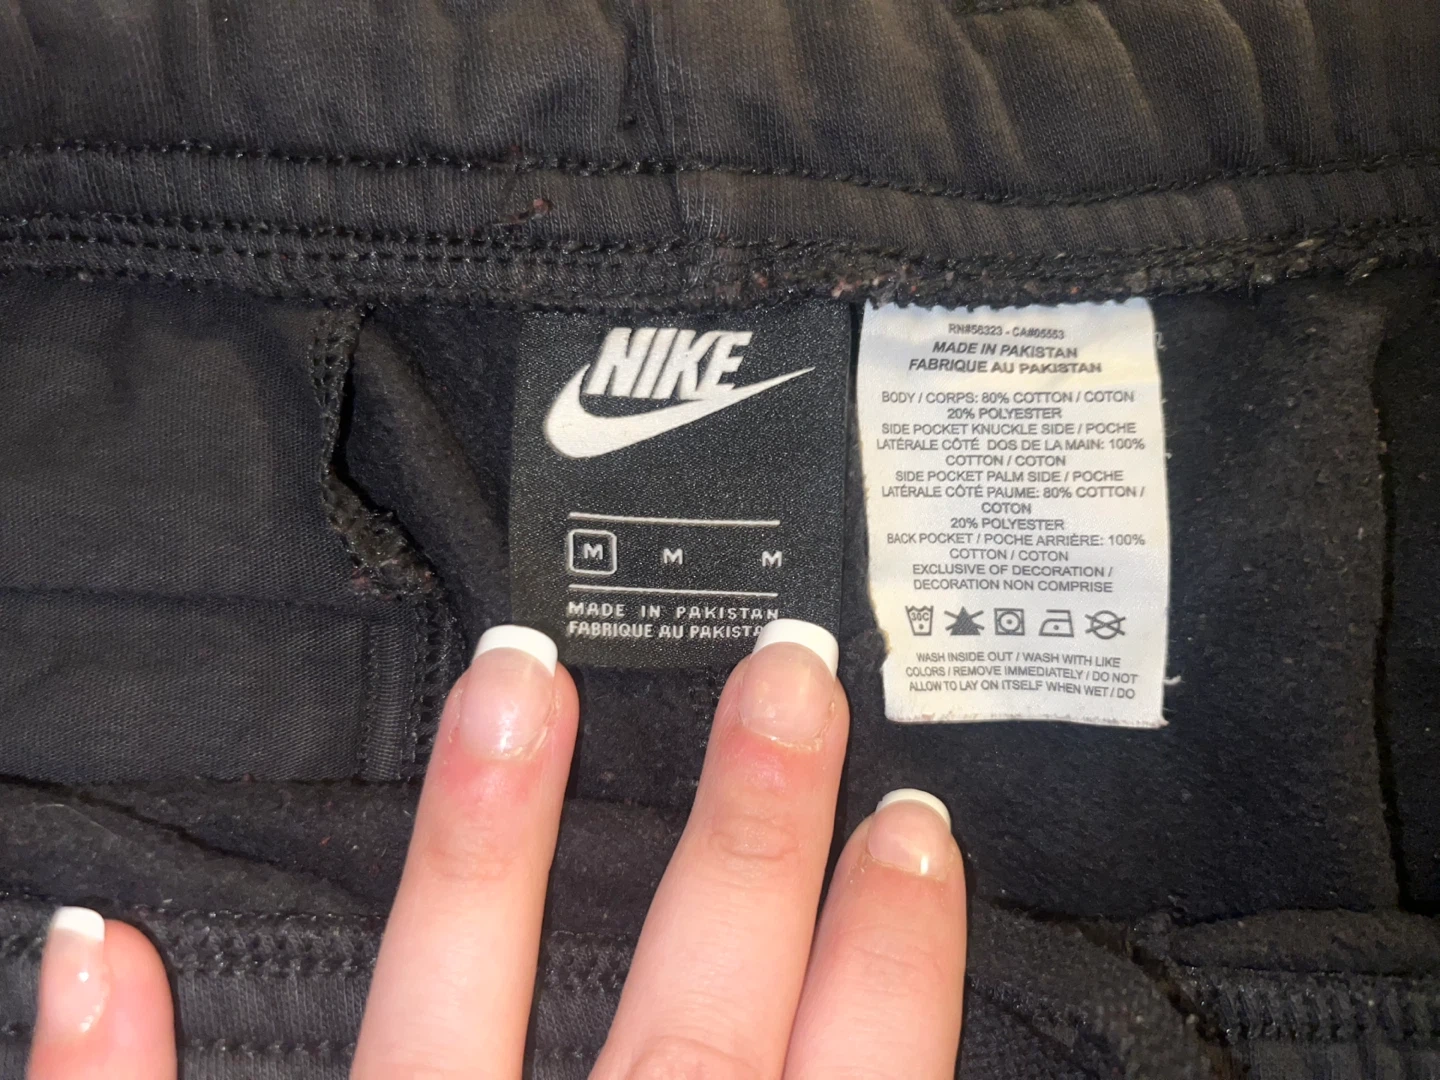 NIKE
M M M
MADE IN PAKISTAN
FABRIQUE AU PAKISTA
RN#56323 - CA#05553
MADE IN PAKISTAN
FABRIQUE AU PAKISTAN
BODY / CORPS: 80% COTTON / COTON
20% POLYESTER
SIDE POCKET KNUCKLE SIDE / POCHE
LATÉRALE CÔTÉ DOS DE LA MAIN: 100%
COTTON / COTON
SIDE POCKET PALM SIDE / POCHE
LATÉRALE CÔTÉ PAUME: 80% COTTON /
COTON
20% POLYESTER
BACK POCKET / POCHE ARRIÈRE: 100%
COTTON / COTON
EXCLUSIVE OF DECORATION /
DECORATION NON COMPRISE
30C
WASH INSIDE OUT / WASH WITH LIKE
COLORS / REMOVE IMMEDIATELY / DO NOT
ALLOW TO LAY ON ITSELF WHEN WET / DO